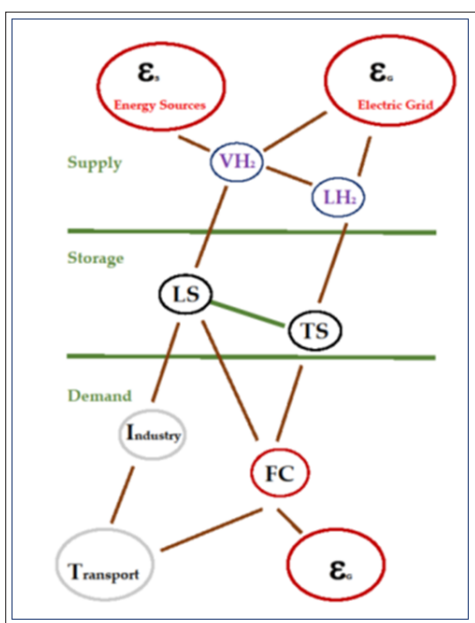 εs
Energy Sources
εG
Electric Grid
Supply
VH₂
LH₂
Storage
LS
TS
Demand
Industry
FC
Transport
εG